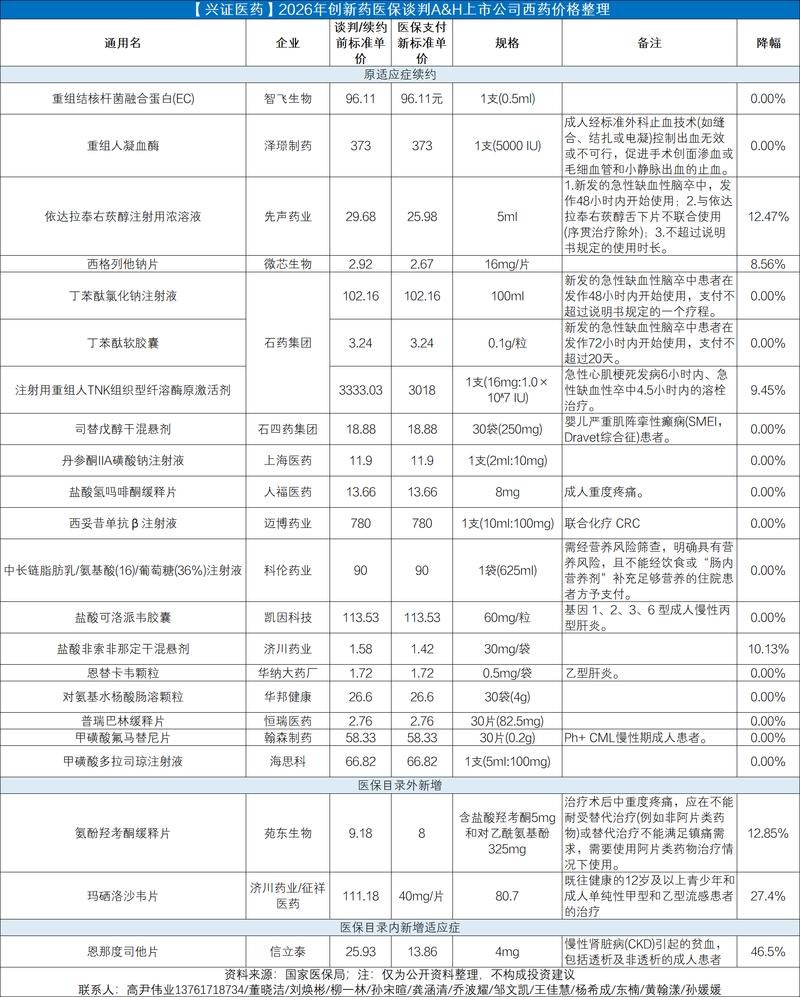 【兴证医药】2026年创新药医保谈判A&H上市公司西药价格整理
通用名 企业 谈判/续约前标准单价 医保支付新标准单价 规格 备注 降幅
原适应症续约
重组结核杆菌融合蛋白(EC) 智飞生物 96.11 96.11元 1支(0.5ml) 0.00%
重组人凝血酶 泽璟制药 373 373 1支(5000 IU) 成人经标准外科止血技术(如缝合、结扎或电凝)控制出血无效或不可行，促进手术创面渗血或毛细血管和小静脉出血的止血。 0.00%
依达拉奉右莰醇注射用浓溶液 先声药业 29.68 25.98 5ml 1.新发的急性缺血性脑卒中，发作48小时内开始使用；2.与依达拉奉右莰醇舌下片不联合使用(序贯治疗除外)；3.不超过说明书规定的使用时长。 12.47%
西格列他钠片 微芯生物 2.92 2.67 16mg/片 8.56%
丁苯酞氯化钠注射液 石药集团 102.16 102.16 100ml 新发的急性缺血性脑卒中患者在发作48小时内开始使用，支付不超过说明书规定的一个疗程。 0.00%
丁苯酞软胶囊 3.24 3.24 0.1g/粒 新发的急性缺血性脑卒中患者在发作72小时内开始使用，支付不超过20天。 0.00%
注射用重组人TNK组织型纤溶酶原激活剂 3333.03 3018 1支(16mg:1.0×10^7 IU) 急性心肌梗死发病6小时内、急性缺血性卒中4.5小时内的溶栓治疗。 9.45%
司替戊醇干混悬剂 石四药集团 18.88 18.88 30袋(250mg) 婴儿严重肌阵挛性癫痫(SMEI，Dravet综合征)患者。 0.00%
丹参酮IIA磺酸钠注射液 上海医药 11.9 11.9 1支(2ml:10mg) 0.00%
盐酸氢吗啡酮缓释片 人福医药 13.66 13.66 8mg 成人重度疼痛。 0.00%
西妥昔单抗β注射液 迈博药业 780 780 1支(10ml:100mg) 联合化疗 CRC 0.00%
中长链脂肪乳/氨基酸(16)/葡萄糖(36%)注射液 科伦药业 90 90 1袋(625ml) 需经营养风险筛查，明确具有营养风险，且不能经饮食或“肠内营养剂”补充足够营养的住院患者方予支付。 0.00%
盐酸可洛派韦胶囊 凯因科技 113.53 113.53 60mg/粒 基因 1、2、3、6 型成人慢性丙型肝炎。 0.00%
盐酸非索非那定干混悬剂 济川药业 1.58 1.42 30mg/袋 10.13%
恩替卡韦颗粒 华纳大药厂 1.72 1.72 0.5mg/袋 乙型肝炎。 0.00%
对氨基水杨酸肠溶颗粒 华邦健康 26.6 26.6 30袋(4g) 0.00%
普瑞巴林缓释片 恒瑞医药 2.76 2.76 30片(82.5mg) 0.00%
甲磺酸氟马替尼片 翰森制药 58.33 58.33 30片(0.2g) Ph+ CML慢性期成人患者。 0.00%
甲磺酸多拉司琼注射液 海思科 66.82 66.82 1支(5ml:100mg) 0.00%
医保目录外新增
氨酚羟考酮缓释片 苑东生物 9.18 8 含盐酸羟考酮5mg和对乙酰氨基酚325mg 治疗术后中重度疼痛，应在不能耐受替代治疗(例如非阿片类药物)或替代治疗不能满足镇痛需求，需要使用阿片类药物治疗情况下使用。 12.85%
玛硒洛沙韦片 济川药业/征祥医药 111.18 40mg/片 80.7 既往健康的12岁及以上青少年和成人单纯性甲型和乙型流感患者的治疗 27.4%
医保目录内新增适应症
恩那度司他片 信立泰 25.93 13.86 4mg 慢性肾脏病(CKD)引起的贫血，包括透析及非透析的成人患者 46.5%
资料来源：国家医保局；注：仅为公开资料整理，不构成投资建议
联系人：高尹伟业13761718734/董晓洁/刘焕彬/柳一林/孙宋暄/龚涵清/乔波耀/邹文凯/王佳慧/杨希成/东楠/黄翰漾/孙媛媛